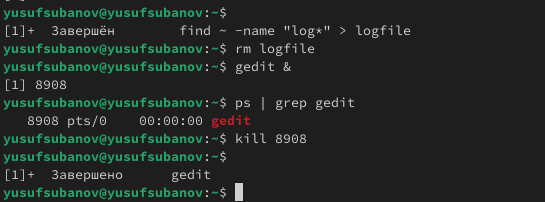 yusufsubanov@yusufsubanov:~$
[1]+  Завершён        find ~ -name "log*" > logfile
yusufsubanov@yusufsubanov:~$ rm logfile
yusufsubanov@yusufsubanov:~$ gedit &
[1] 8908
yusufsubanov@yusufsubanov:~$ ps | grep gedit
   8908 pts/0    00:00:00 gedit
yusufsubanov@yusufsubanov:~$ kill 8908
yusufsubanov@yusufsubanov:~$
[1]+  Завершено      gedit
yusufsubanov@yusufsubanov:~$